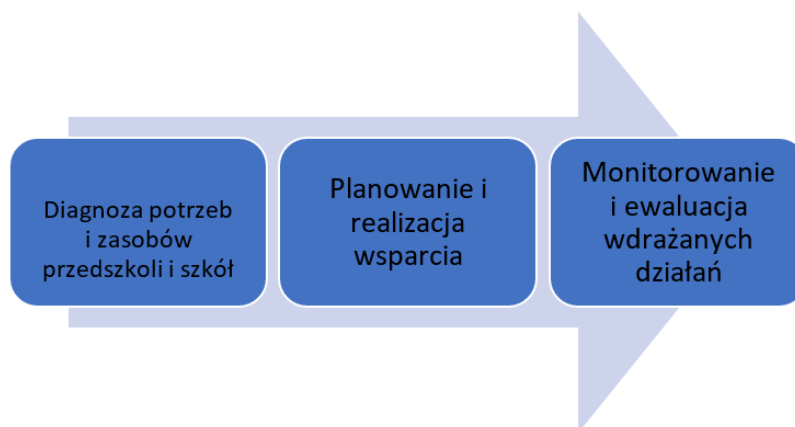 Diagnoza potrzeb
i zasobów
przedszkoli i szkół
Planowanie i
realizacja
wsparcia
Monitorowanie
i ewaluacja
wdrażanych
działań